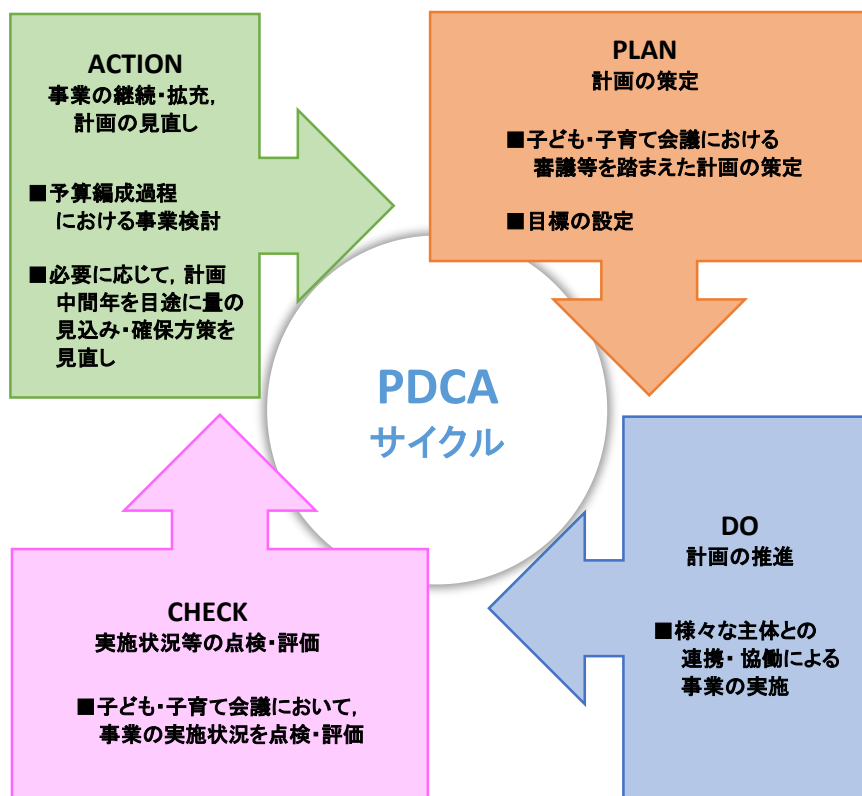 PLAN
計画の策定
■子ども・子育て会議における
審議等を踏まえた計画の策定
■目標の設定
DO
計画の推進
■様々な主体との
連携・ 協働による
事業の実施
CHECK
実施状況等の点検・評価
■子ども・子育て会議において，
事業の実施状況を点検・評価
ACTION
事業の継続・拡充，
計画の見直し
■予算編成過程
における事業検討
■必要に応じて，計画
中間年を目途に量の
見込み・確保方策を
見直し
PDCA
サイクル